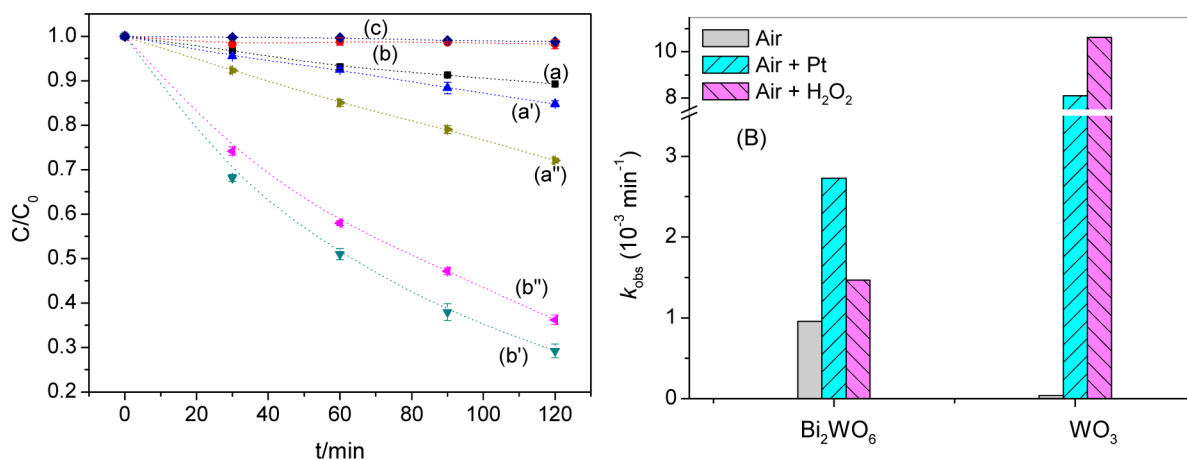 1.0
0.9
0.8
0.7
0.6
0.5
0.4
0.3
0.2
C/C₀
0 20 40 60 80 100 120
t/min
(c)
(b)
(a)
(a')
(a")
(b")
(b')
Air
Air + Pt
Air + H₂O₂
(B)
10
8
3
2
1
0
k_obs (10⁻³ min⁻¹)
Bi₂WO₆ WO₃